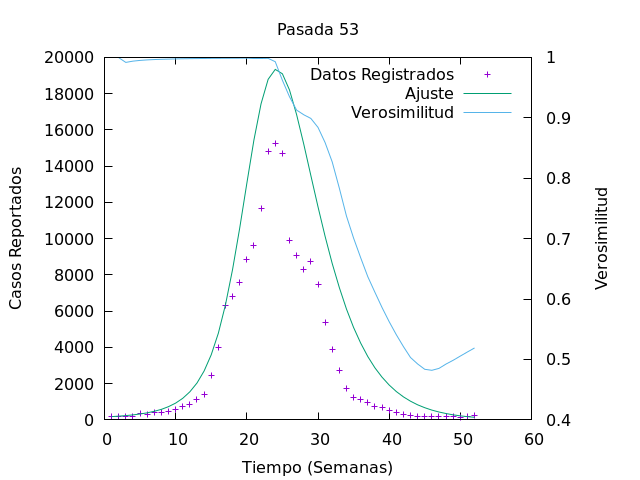 Pasada 53
20000
18000
16000
14000
12000
10000
8000
6000
4000
2000
0
Casos Reportados
Datos Registrados
Ajuste
Verosimilitud
1
0.9
0.8
0.7
0.6
0.5
0.4
Verosimilitud
0 10 20 30 40 50 60
Tiempo (Semanas)